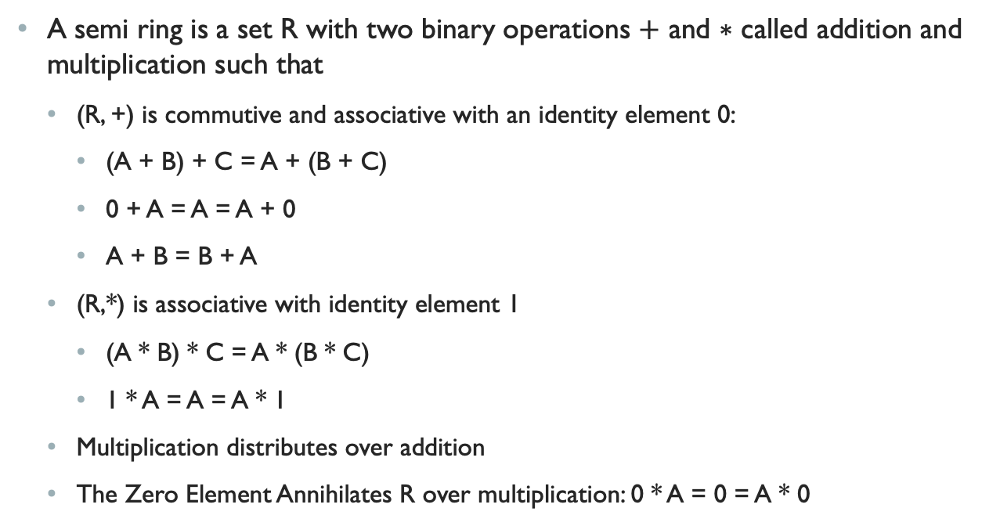 • A semi ring is a set R with two binary operations + and * called addition and
multiplication such that
• (R, +) is commutive and associative with an identity element 0:
• (A + B) + C = A + (B + C)
• 0 + A = A = A + 0
• A + B = B + A
• (R,*) is associative with identity element 1
• (A * B) * C = A * (B * C)
• 1 * A = A = A * 1
• Multiplication distributes over addition
• The Zero Element Annihilates R over multiplication: 0 * A = 0 = A * 0